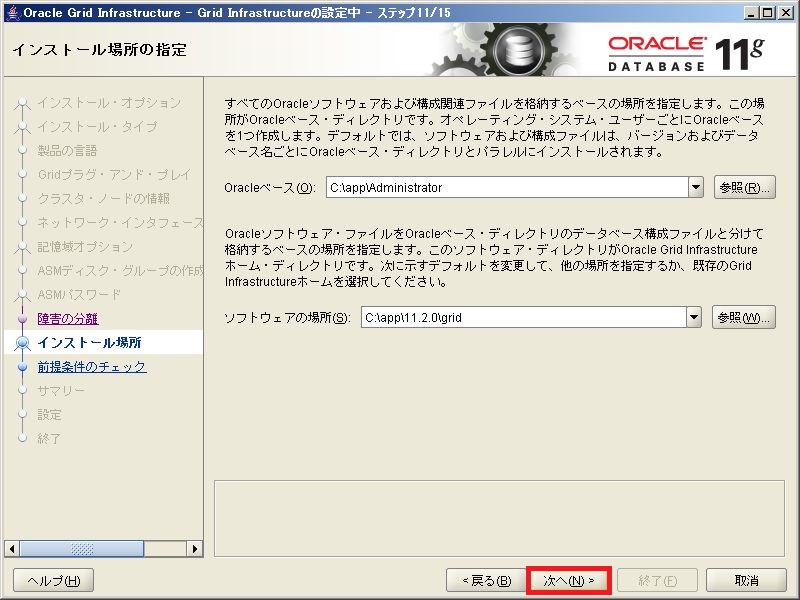 Oracle Grid Infrastructure - Grid Infrastructureの設定中 - ステップ11/15
インストール場所の指定
ORACLE
DATABASE 11g
インストール・オプション
インストール・タイプ
製品の言語
Gridプラグ・アンド・プレイ
クラスタ・ノードの情報
ネットワーク・インタフェース
記憶域オプション
ASMディスク・グループの作成
ASMパスワード
障害の分離
インストール場所
前提条件のチェック
サマリー
設定
終了
すべてのOracleソフトウェアおよび構成関連ファイルを格納するベースの場所を指定します。この場
所がOracleベース・ディレクトリです。オペレーティング・システム・ユーザーごとにOracleベース
を1つ作成します。デフォルトでは、ソフトウェアおよび構成ファイルは、バージョンおよびデータ
ベース名ごとにOracleベース・ディレクトリとパラレルにインストールされます。
Oracleベース(O): C:\app\Administrator 参照(R)...
Oracleソフトウェア・ファイルをOracleベース・ディレクトリのデータベース構成ファイルと分けて
格納するベースの場所を指定します。このソフトウェア・ディレクトリがOracle Grid Infrastructure
ホーム・ディレクトリです。次に示すデフォルトを変更して、他の場所を指定するか、既存のGrid
Infrastructureホームを選択してください。
ソフトウェアの場所(S): C:\app\11.2.0\grid 参照(W)...
ヘルプ(H) < 戻る(B) 次へ(N) > 終了(F) 取消